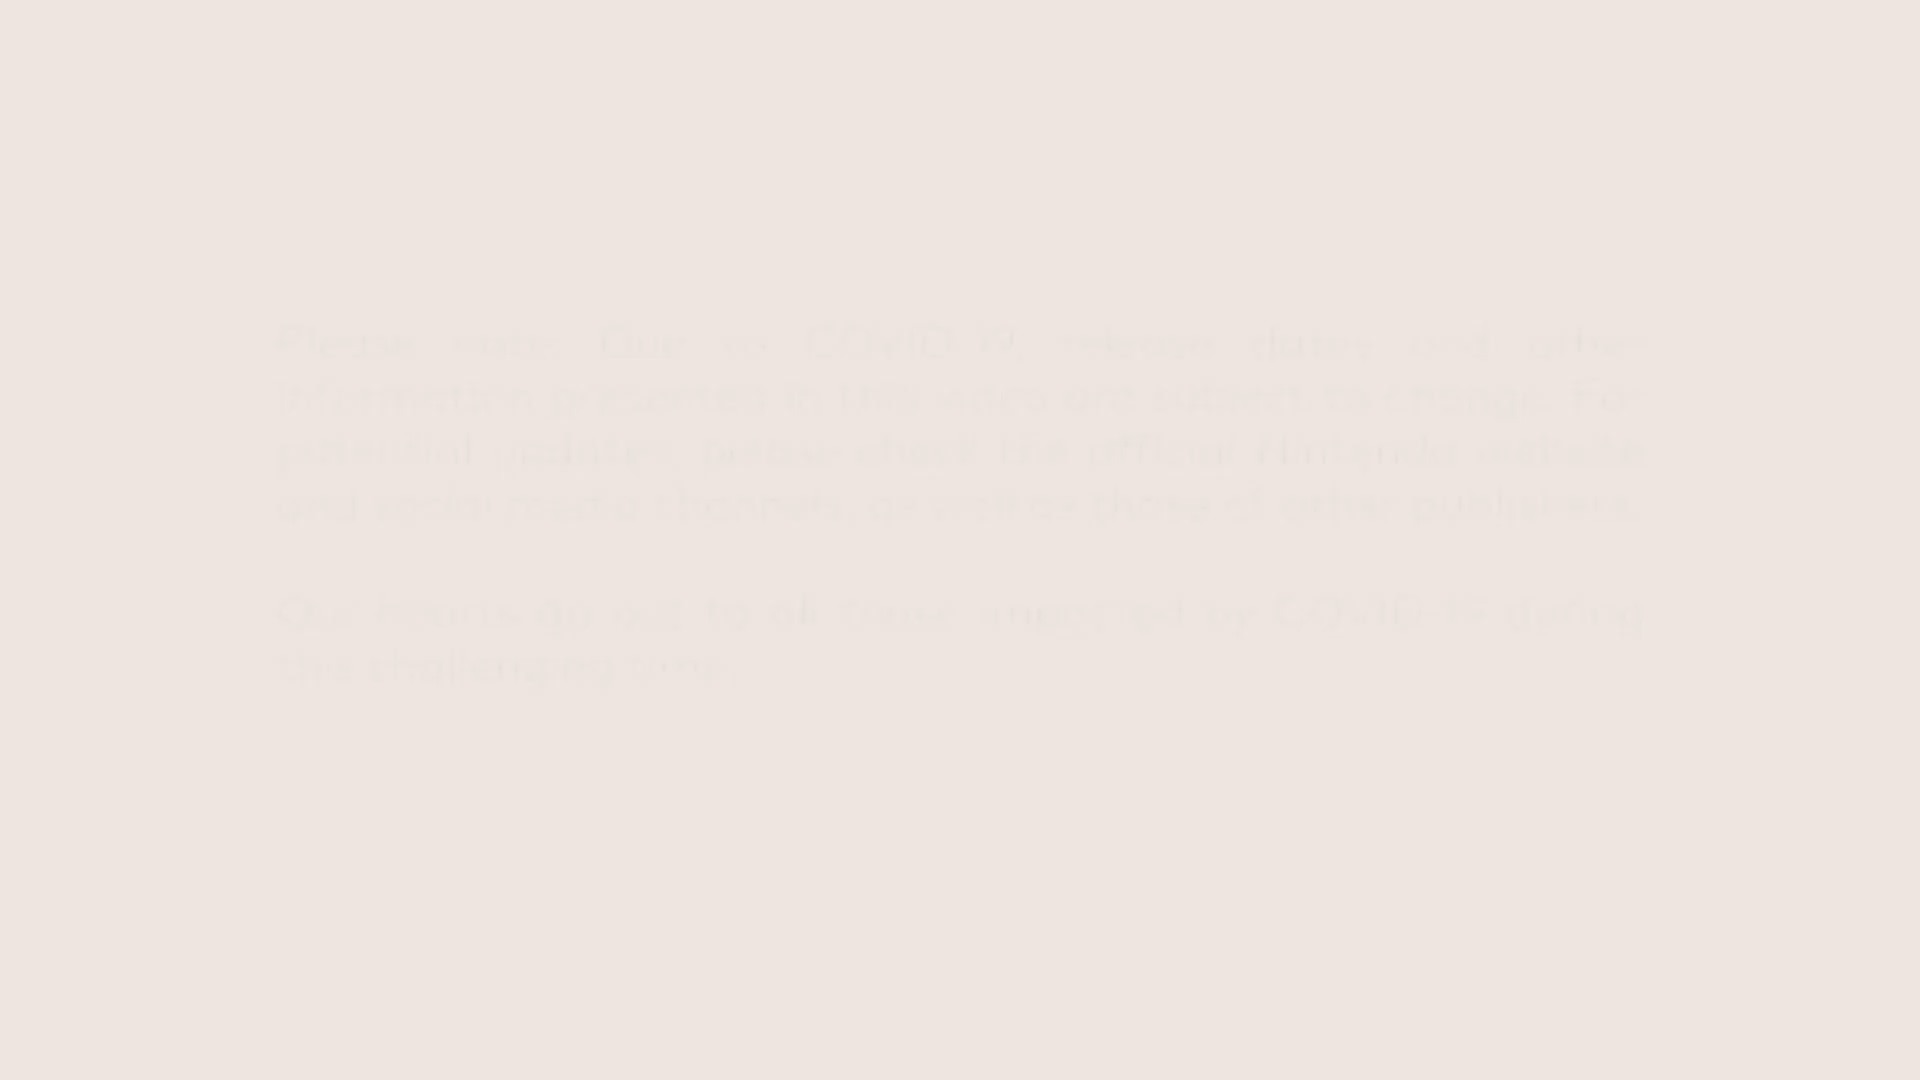 Please note: Due to COVID-19, release dates and other
information presented in this video are subject to change. For
potential updates, please check the official Nintendo website
and social media channels, as well as those of other publishers.
Our hearts go out to all those impacted by COVID-19 during
this challenging time.